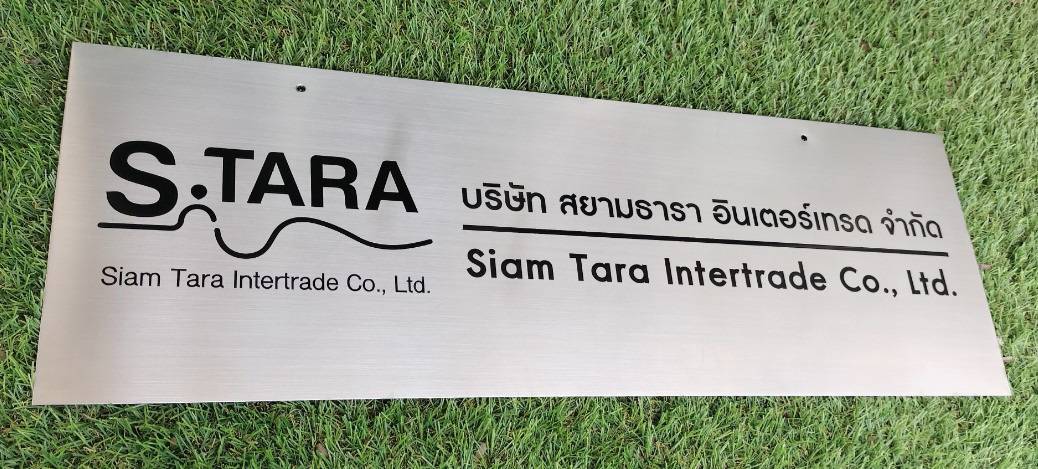 S.TARA
Siam Tara Intertrade Co., Ltd.
บริษัท สยามธารา อินเตอร์เทรด จำกัด
Siam Tara Intertrade Co., Ltd.